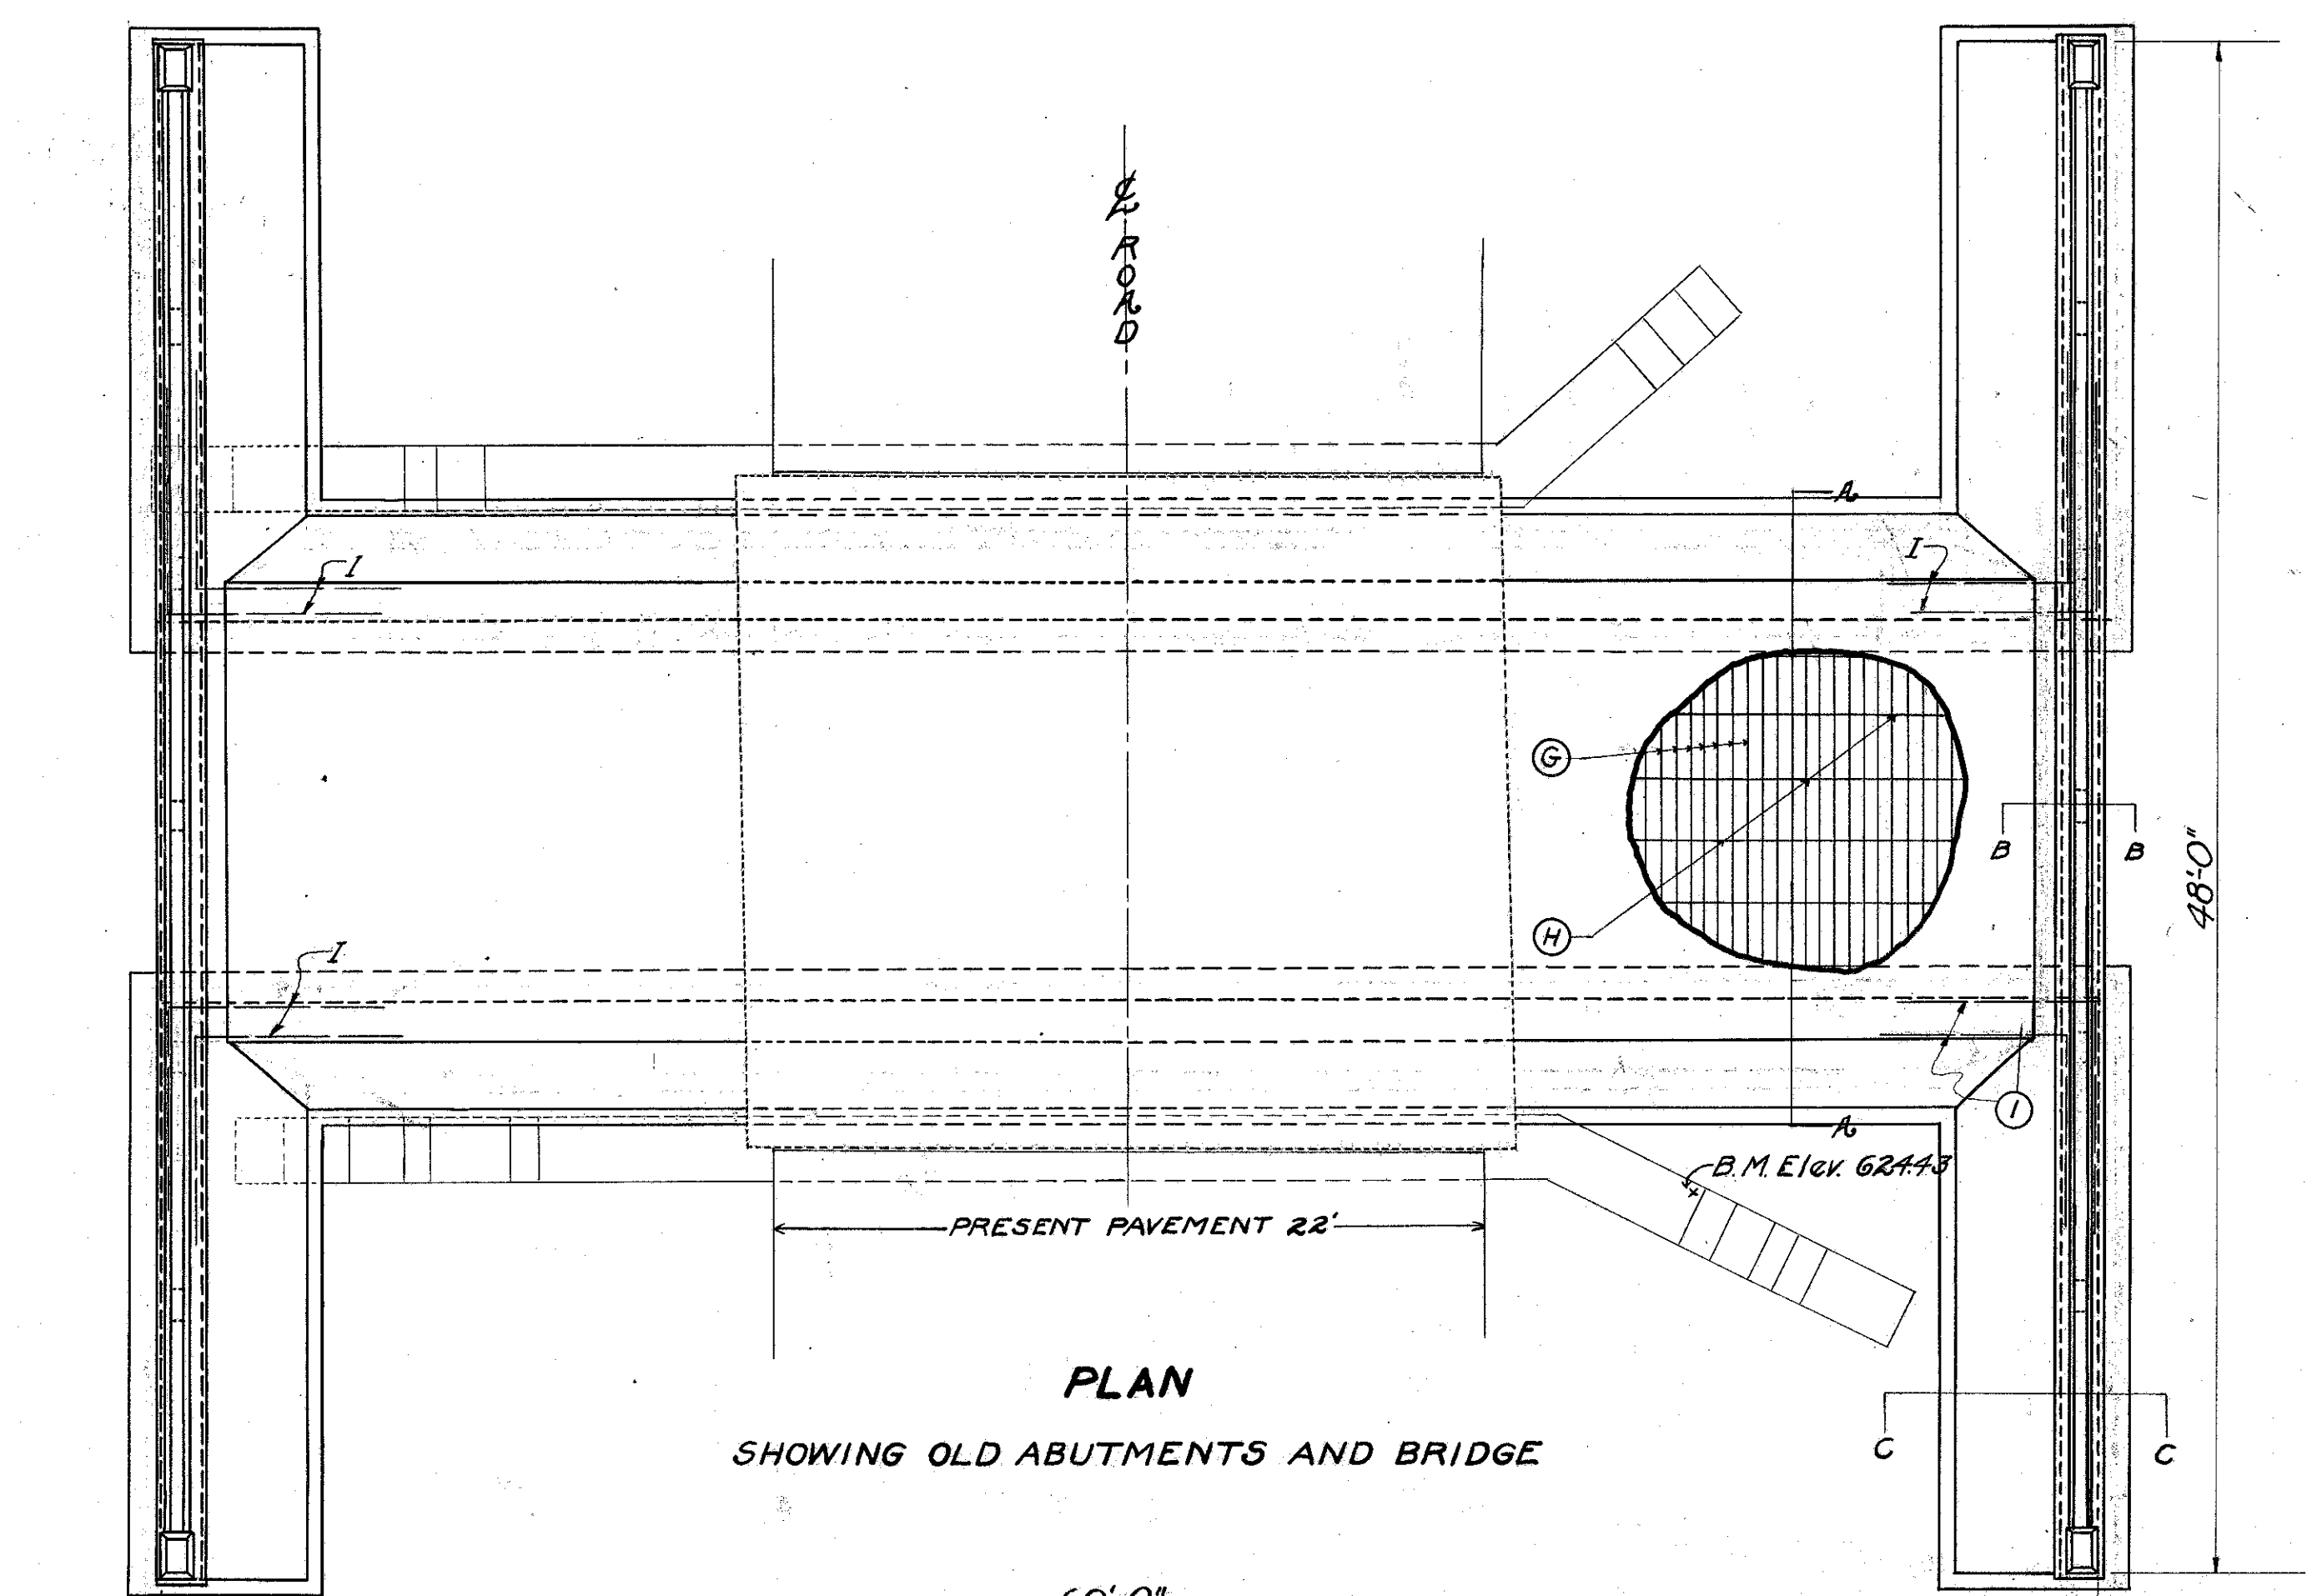 ℄ ROAD
A
I
I
G
B
B
48'-0"
H
I
I
A
B.M. Elev. 624.43
PRESENT PAVEMENT 22'
PLAN
C
C
SHOWING OLD ABUTMENTS AND BRIDGE